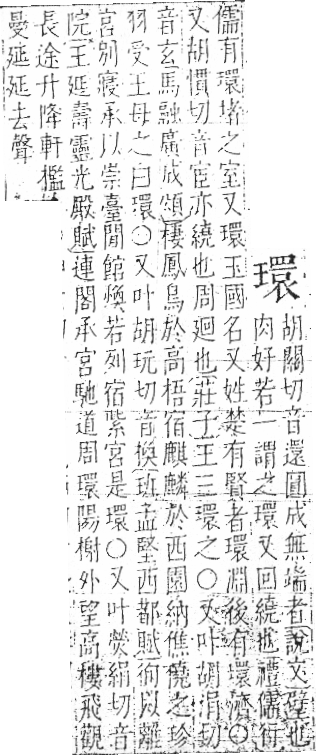 環
胡關切音還圓成無端者說文璧也
肉好若一謂之環又回繞也禮儒行
儒有環堵之室又環玉國名又姓楚有賢者環淵後有環濟○
又胡慣切音宦亦繞也周迴也莊子王三環之○又叶胡涓切
音玄馬融廣成頌棲鳳鳥於高梧宿麒麟於西園納僬僥之珍
羽受王母之白環○又叶胡玩切音換班孟堅西都賦徇以離
宮別寢承以崇臺閒館煥若列宿紫宮是環○又叶熒絹切音
院王延壽靈光殿賦連閣承宮馳道周環陽榭外望高樓飛觀
長途升降軒檻
曼延延去聲